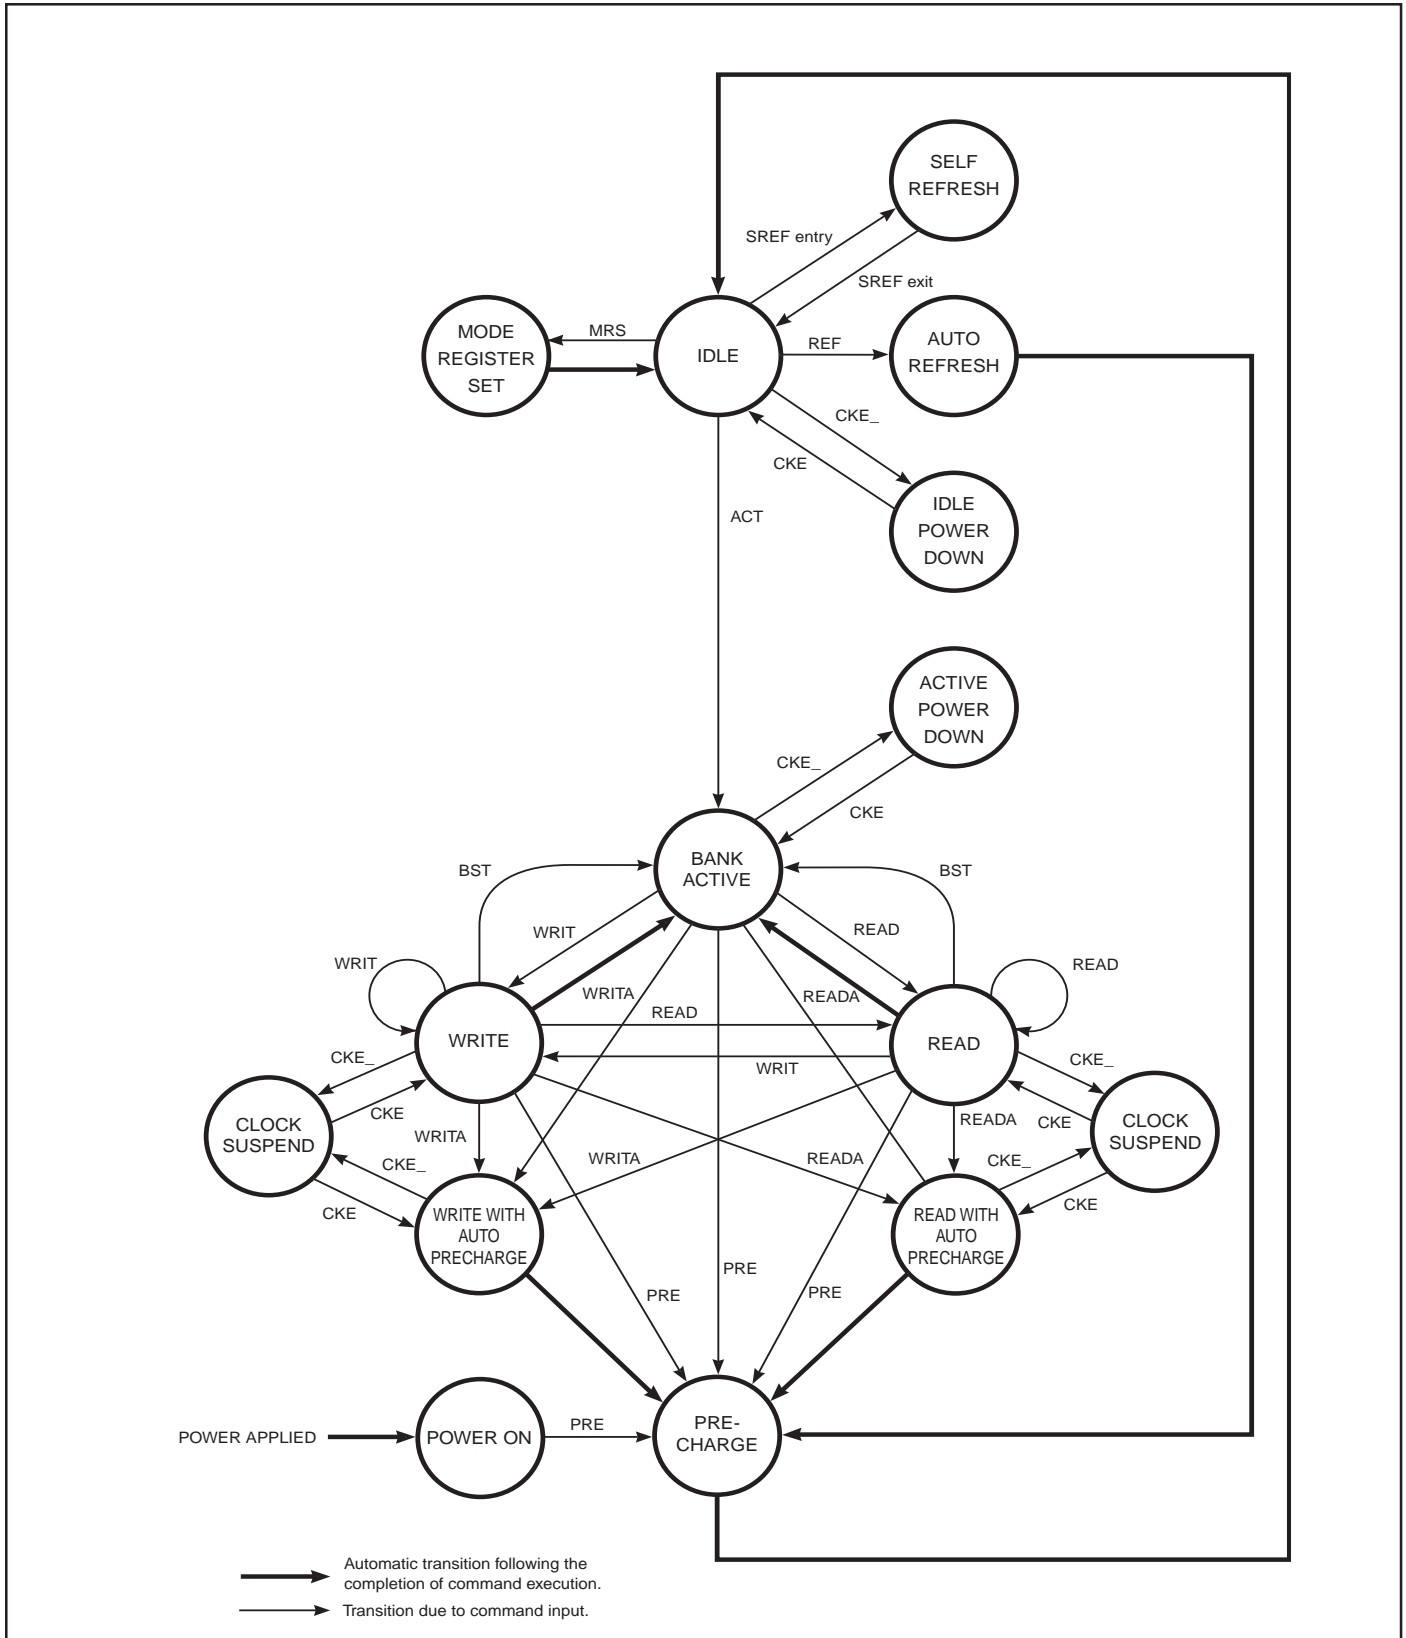 SELF
REFRESH
SREF entry
SREF exit
MODE
REGISTER
SET
MRS
IDLE
REF
AUTO
REFRESH
CKE_
CKE
IDLE
POWER
DOWN
ACT
ACTIVE
POWER
DOWN
CKE_
CKE
BANK
ACTIVE
BST
BST
WRIT
READ
WRIT
READ
WRITA
READA
READ
WRITE
READ
WRIT
CKE_
CKE_
CKE
CKE
CLOCK
SUSPEND
CLOCK
SUSPEND
WRITA
READA
CKE_
WRITA
READA
CKE_
CKE
CKE
WRITE WITH
AUTO
PRECHARGE
READ WITH
AUTO
PRECHARGE
PRE
PRE
PRE
POWER APPLIED
POWER ON
PRE
PRE-
CHARGE
Automatic transition following the
completion of command execution.
Transition due to command input.